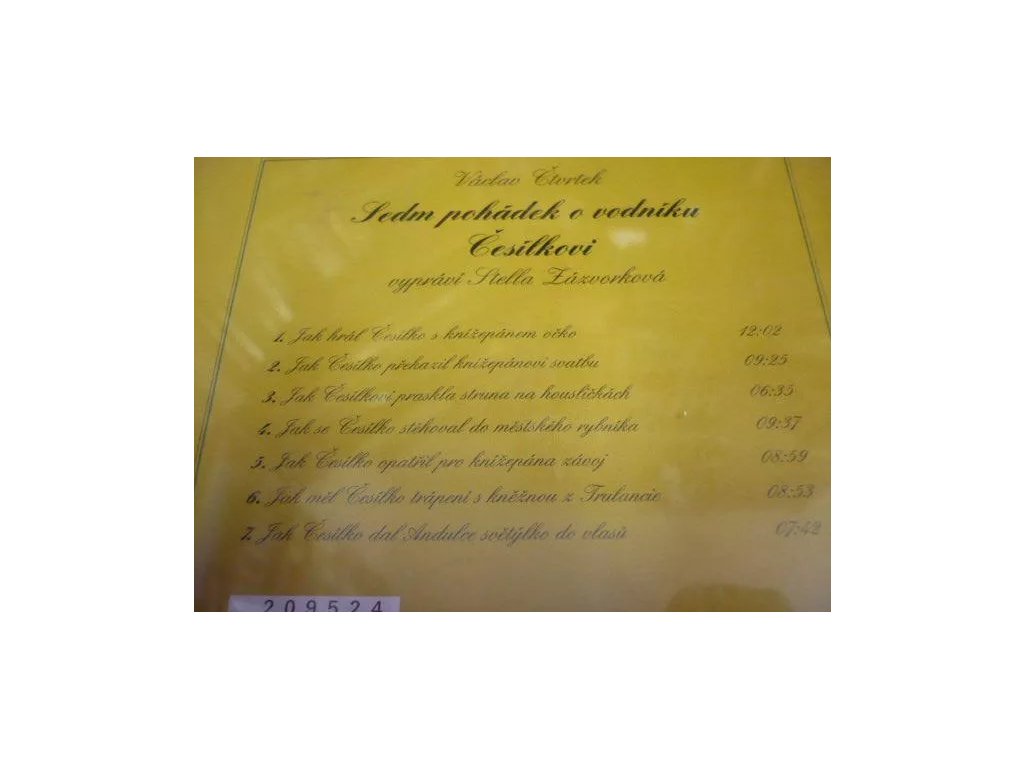 Václav Čtvrtek
Sedm pohádek o vodníku
Česílkovi
vypráví Stella Zázvorková
1. Jak hrál Česílko s knížepánem očko 12:02
2. Jak Česílko překazil knížepánovi svatbu 09:25
3. Jak Česílkovi praskla struna na housličkách 06:35
4. Jak se Česílko stěhoval do městského rybníka 09:37
5. Jak Česílko opatřil pro knížepána závoj 08:59
6. Jak měl Česílko trápení s kněžnou z Trulancie 08:53
7. Jak Česílko dal Andulce světýlko do vlasů 07:42
209524